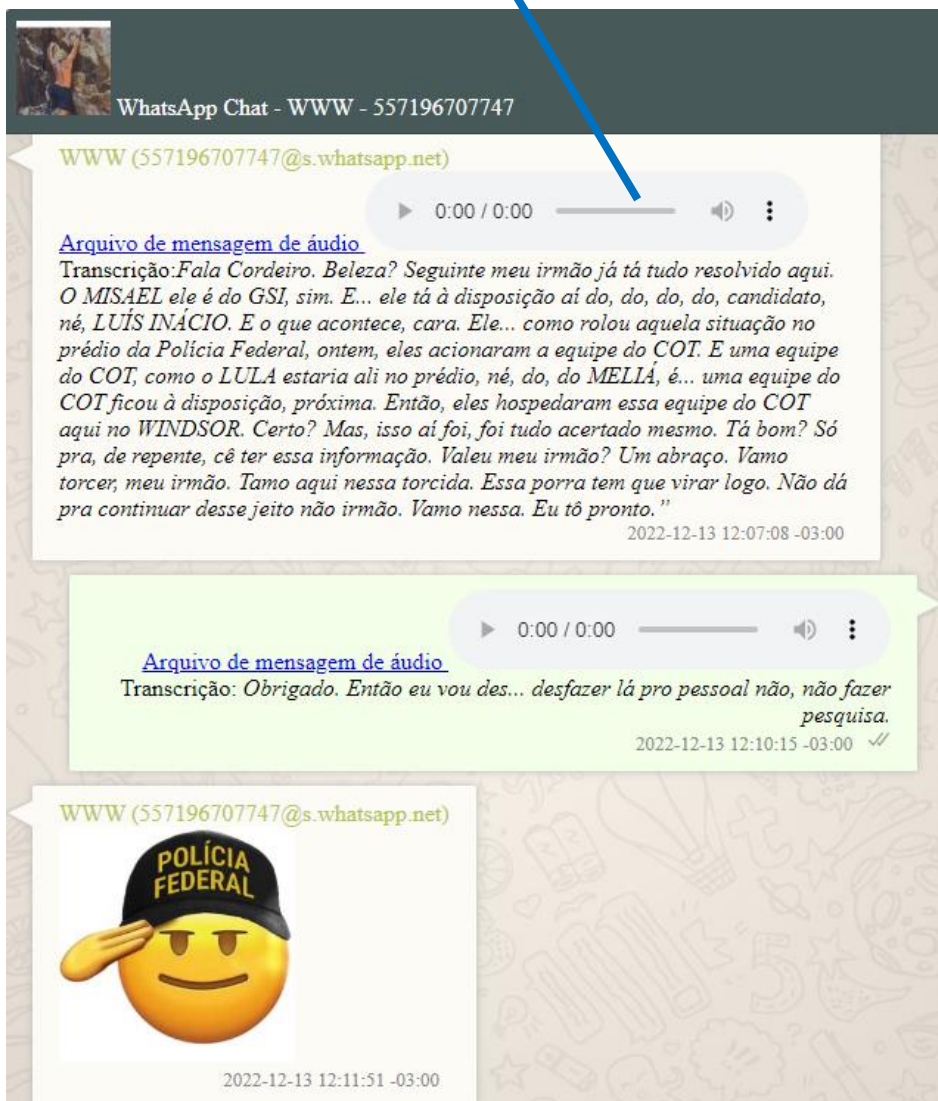 WhatsApp Chat - WWW - 557196707747
WWW (557196707747@s.whatsapp.net)
0:00 / 0:00
Arquivo de mensagem de áudio
Transcrição:Fala Cordeiro. Beleza? Seguinte meu irmão já tá tudo resolvido aqui.
O MISAEL ele é do GSI, sim. E... ele tá à disposição aí do, do, do, do, candidato,
né, LUÍS INÁCIO. E o que acontece, cara. Ele... como rolou aquela situação no
prédio da Polícia Federal, ontem, eles acionaram a equipe do COT. E uma equipe
do COT, como o LULA estaria ali no prédio, né, do, do MELIÁ, é... uma equipe do
COT ficou à disposição, próxima. Então, eles hospedaram essa equipe do COT
aqui no WINDSOR. Certo? Mas, isso aí foi, foi tudo acertado mesmo. Tá bom? Só
pra, de repente, cê ter essa informação. Valeu meu irmão? Um abraço. Vamo
torcer, meu irmão. Tamo aqui nessa torcida. Essa porra tem que virar logo. Não dá
pra continuar desse jeito não irmão. Vamo nessa. Eu tô pronto.”
2022-12-13 12:07:08 -03:00
0:00 / 0:00
Arquivo de mensagem de áudio
Transcrição: Obrigado. Então eu vou des... desfazer lá pro pessoal não, não fazer
pesquisa.
2022-12-13 12:10:15 -03:00
WWW (557196707747@s.whatsapp.net)
POLÍCIA
FEDERAL
2022-12-13 12:11:51 -03:00